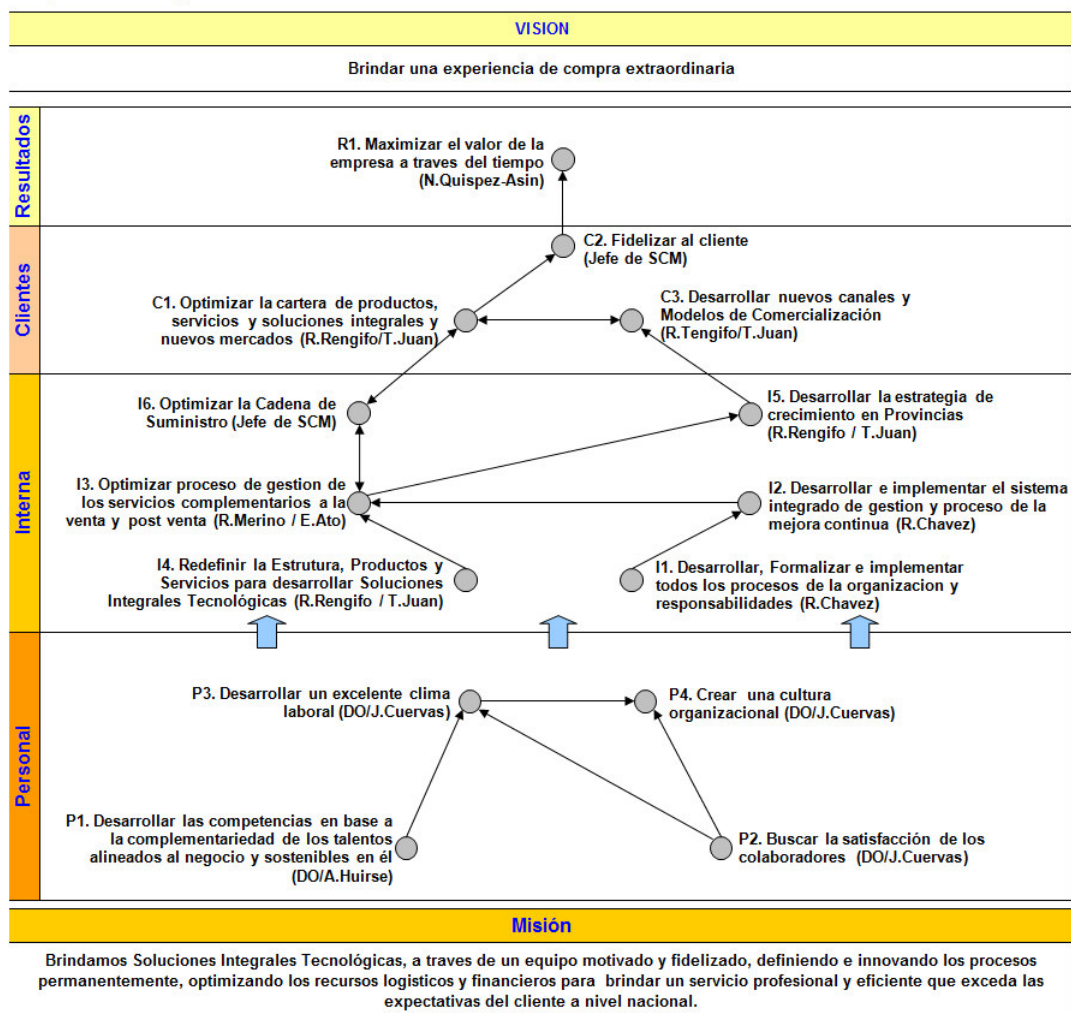 VISION
Brindar una experiencia de compra extraordinaria
Resultados
R1. Maximizar el valor de la
empresa a traves del tiempo
(N.Quispez-Asin)
Clientes
C2. Fidelizar al cliente
(Jefe de SCM)
C1. Optimizar la cartera de productos,
servicios y soluciones integrales y
nuevos mercados (R.Rengifo/T.Juan)
C3. Desarrollar nuevos canales y
Modelos de Comercialización
(R.Tengifo/T.Juan)
Interna
I6. Optimizar la Cadena de
Suministro (Jefe de SCM)
I5. Desarrollar la estrategia de
crecimiento en Provincias
(R.Rengifo / T.Juan)
I3. Optimizar proceso de gestion de
los servicios complementarios a la
venta y post venta (R.Merino / E.Ato)
I2. Desarrollar e implementar el sistema
integrado de gestion y proceso de la
mejora continua (R.Chavez)
I4. Redefinir la Estrutura, Productos y
Servicios para desarrollar Soluciones
Integrales Tecnológicas (R.Rengifo / T.Juan)
I1. Desarrollar, Formalizar e implementar
todos los procesos de la organizacion y
responsabilidades (R.Chavez)
Personal
P3. Desarrollar un excelente clima
laboral (DO/J.Cuervas)
P4. Crear una cultura
organizacional (DO/J.Cuervas)
P1. Desarrollar las competencias en base a
la complementariedad de los talentos
alineados al negocio y sostenibles en él
(DO/A.Huirse)
P2. Buscar la satisfacción de los
colaboradores (DO/J.Cuervas)
Misión
Brindamos Soluciones Integrales Tecnológicas, a traves de un equipo motivado y fidelizado, definiendo e innovando los procesos
permanentemente, optimizando los recursos logisticos y financieros para brindar un servicio profesional y eficiente que exceda las
expectativas del cliente a nivel nacional.